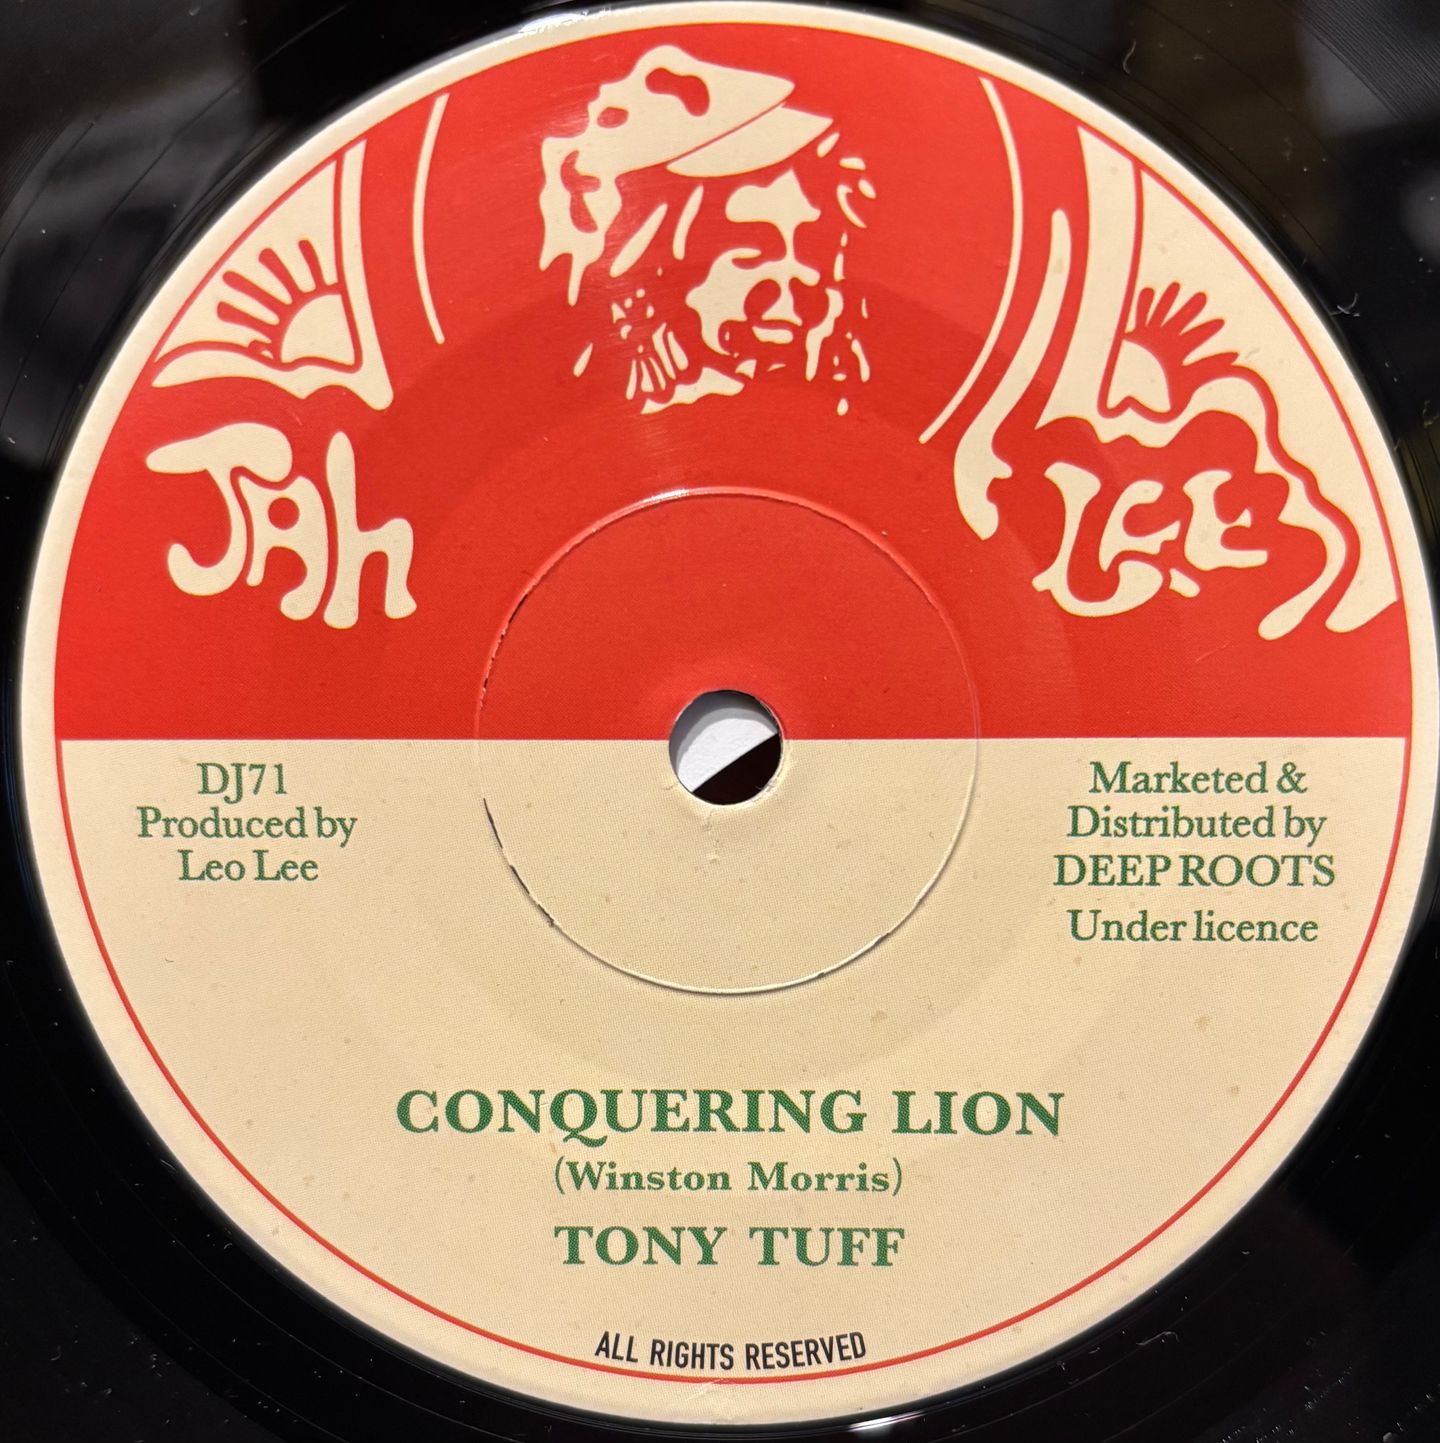 JAh
LEE
DJ71
Produced by
Leo Lee
Marketed &
Distributed by
DEEP ROOTS
Under licence
CONQUERING LION
(Winston Morris)
TONY TUFF
ALL RIGHTS RESERVED